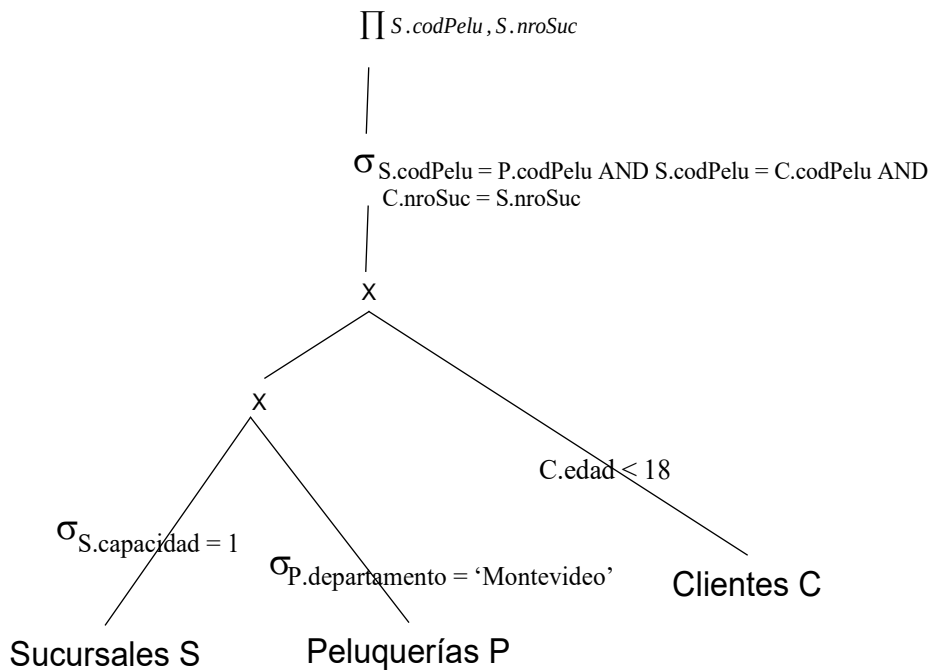 ∏ S.codPelu, S.nroSuc
σ S.codPelu = P.codPelu AND S.codPelu = C.codPelu AND
C.nroSuc = S.nroSuc
X
X
C.edad < 18
σ S.capacidad = 1
σ P.departamento = ‘Montevideo’
Clientes C
Sucursales S
Peluquerías P